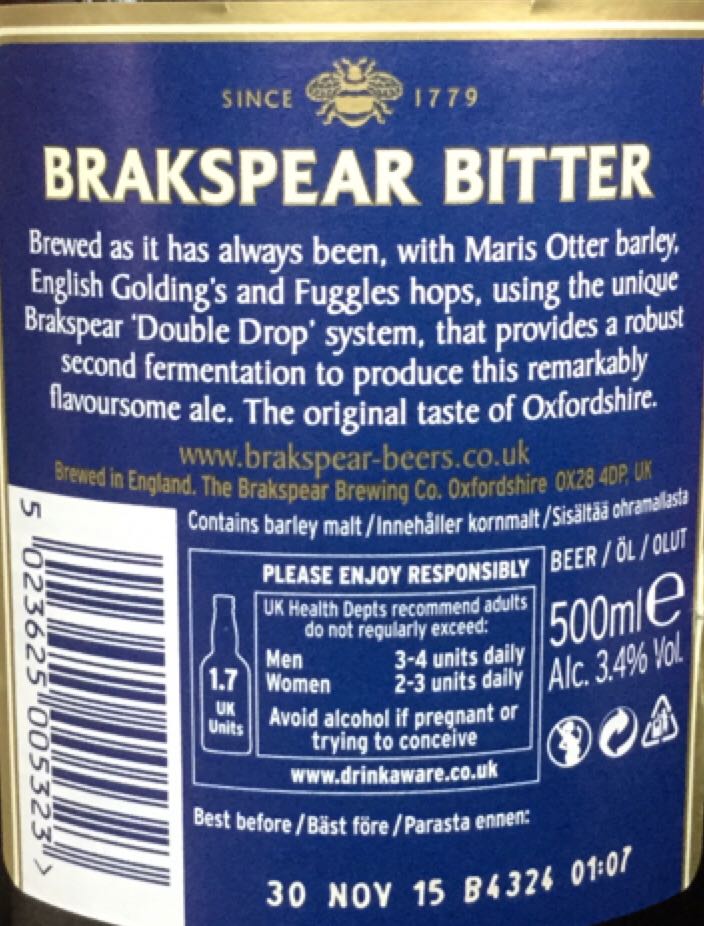 SINCE 1779
BRAKSPEAR BITTER
Brewed as it has always been, with Maris Otter barley,
English Golding's and Fuggles hops, using the unique
Brakspear 'Double Drop' system, that provides a robust
second fermentation to produce this remarkably
flavoursome ale. The original taste of Oxfordshire.
www.brakspear-beers.co.uk
Brewed in England. The Brakspear Brewing Co. Oxfordshire OX28 4DP, UK
Contains barley malt/Innehåller kornmalt/Sisältää ohramallasta
PLEASE ENJOY RESPONSIBLY
UK Health Depts recommend adults
do not regularly exceed:
Men 3-4 units daily
Women 2-3 units daily
Avoid alcohol if pregnant or
trying to conceive
www.drinkaware.co.uk
1.7
UK
Units
BEER / ÖL / OLUT
500ml e
Alc. 3.4% Vol.
Best before/Bäst före/Parasta ennen:
30 NOV 15 B4324 01:07
5 023625 005323 >